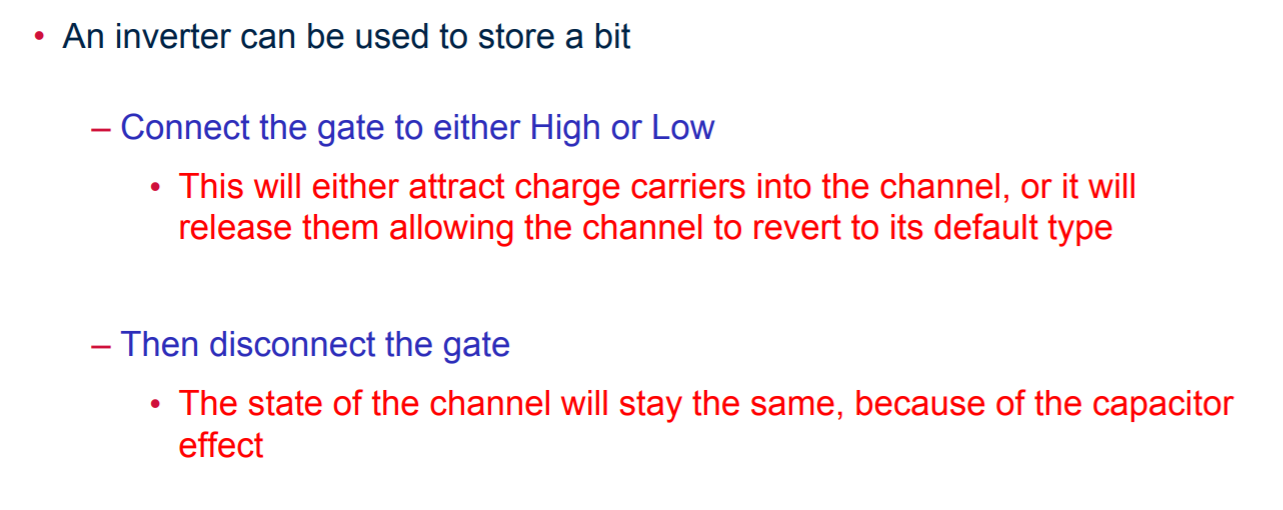 • An inverter can be used to store a bit
– Connect the gate to either High or Low
• This will either attract charge carriers into the channel, or it will
release them allowing the channel to revert to its default type
– Then disconnect the gate
• The state of the channel will stay the same, because of the capacitor
effect